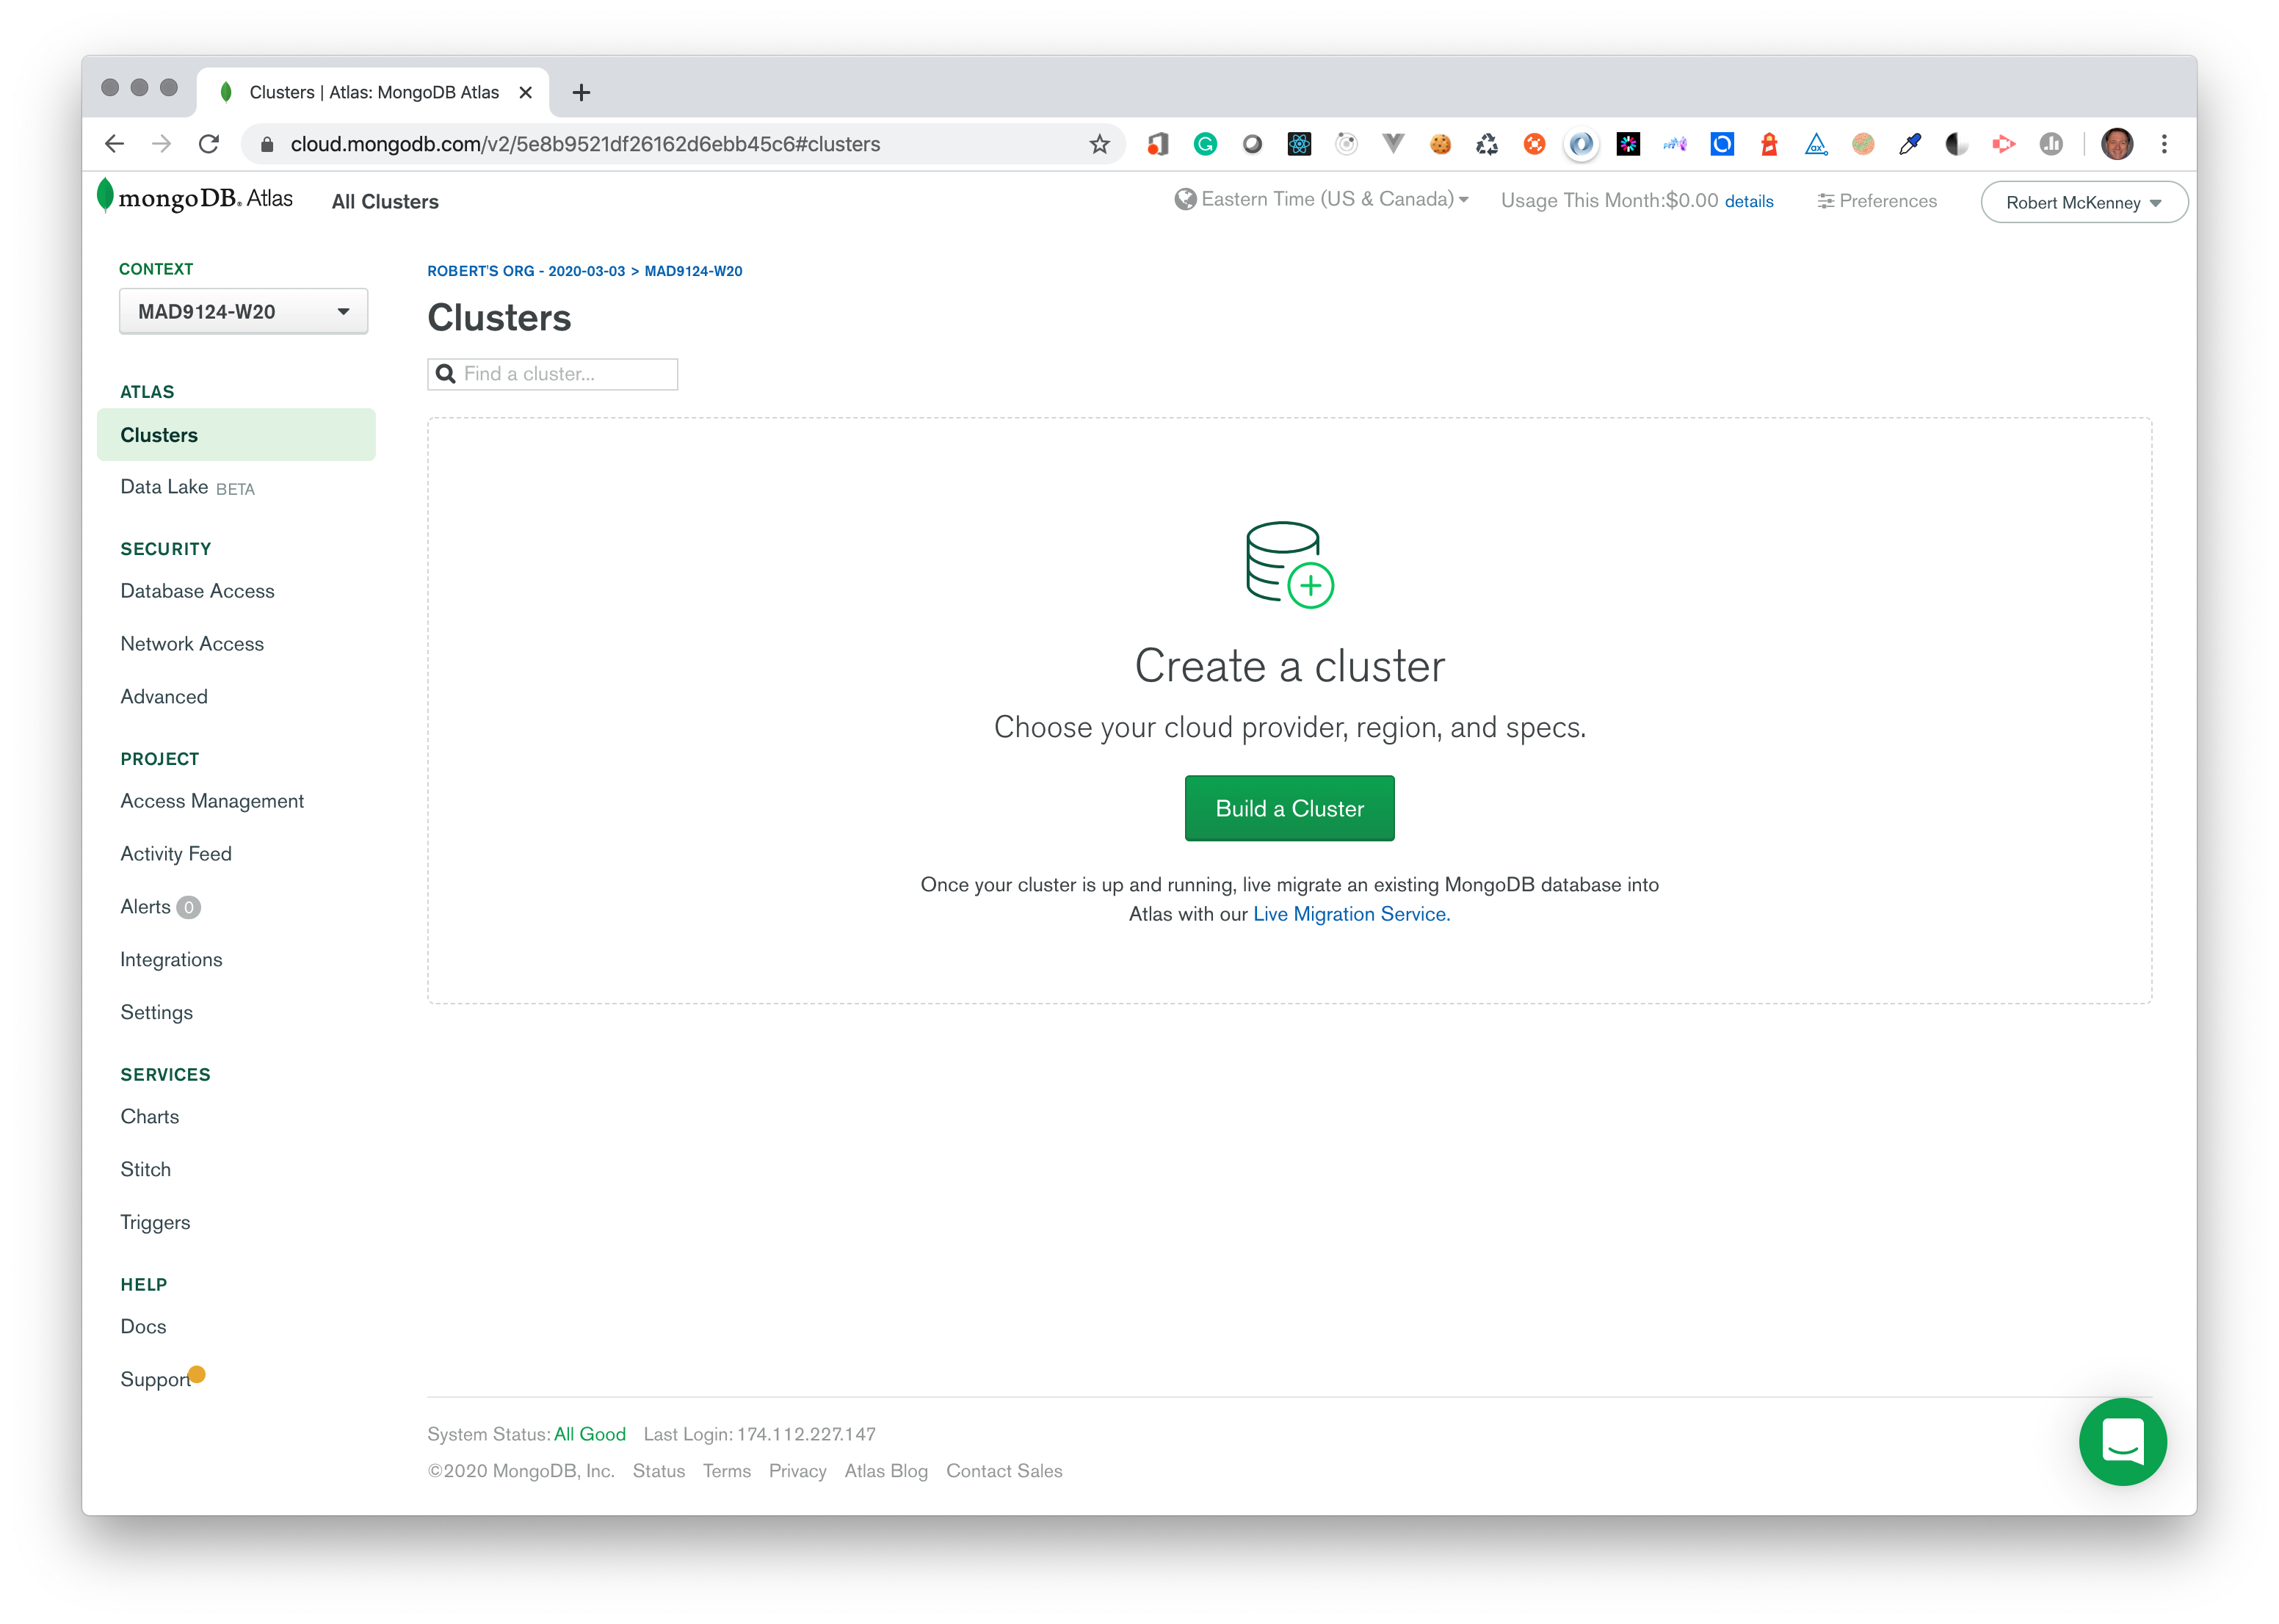 Clusters | Atlas: MongoDB Atlas
cloud.mongodb.com/v2/5e8b9521df26162d6ebb45c6#clusters
mongoDB. Atlas
All Clusters
Eastern Time (US & Canada)
Usage This Month:$0.00 details
Preferences
Robert McKenney
CONTEXT
MAD9124-W20
ATLAS
Clusters
Data Lake BETA
SECURITY
Database Access
Network Access
Advanced
PROJECT
Access Management
Activity Feed
Alerts 0
Integrations
Settings
SERVICES
Charts
Stitch
Triggers
HELP
Docs
Support
ROBERT'S ORG - 2020-03-03 > MAD9124-W20
Clusters
Find a cluster...
Create a cluster
Choose your cloud provider, region, and specs.
Build a Cluster
Once your cluster is up and running, live migrate an existing MongoDB database into
Atlas with our Live Migration Service.
System Status: All Good Last Login: 174.112.227.147
©2020 MongoDB, Inc. Status Terms Privacy Atlas Blog Contact Sales